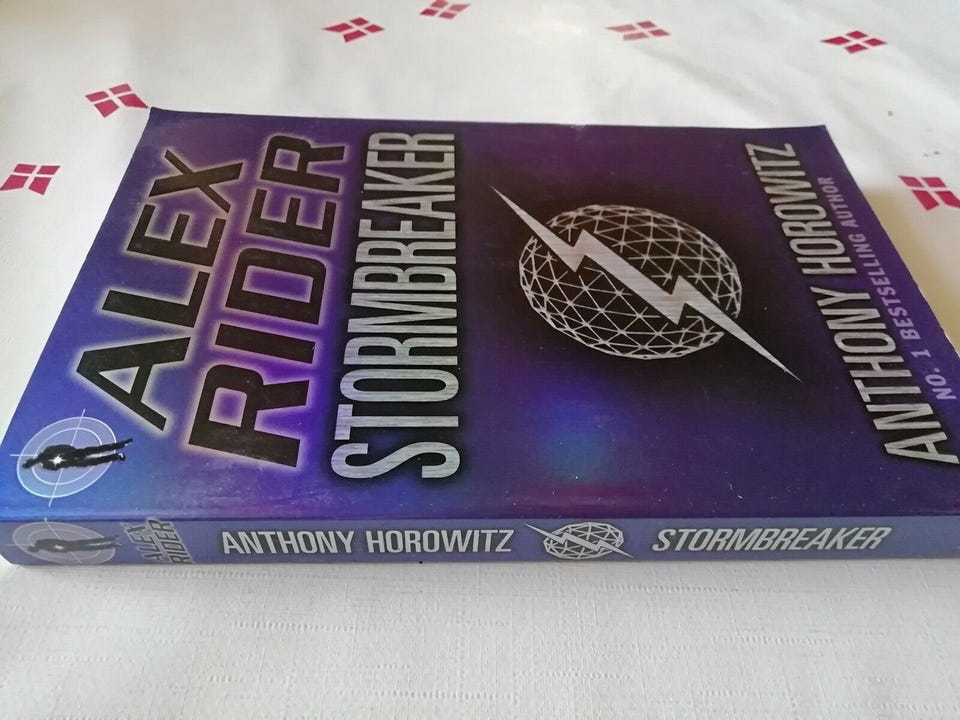 ALEX
RIDER
STORMBREAKER
ANTHONY HOROWITZ
NO. 1 BESTSELLING AUTHOR
ALEX
RIDER
ANTHONY HOROWITZ
STORMBREAKER